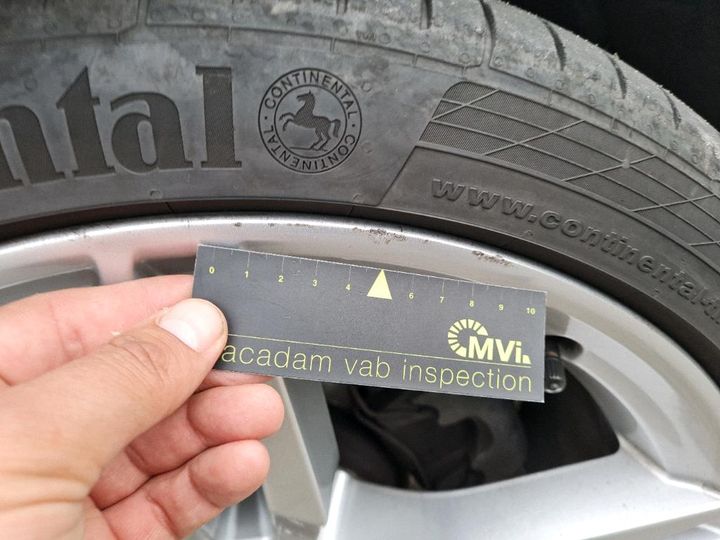 ntal
CONTINENTAL
CONTINENTAL
www.continental
0 1 2 3 4 6 7 8 9 10
MVi
acadam vab inspection